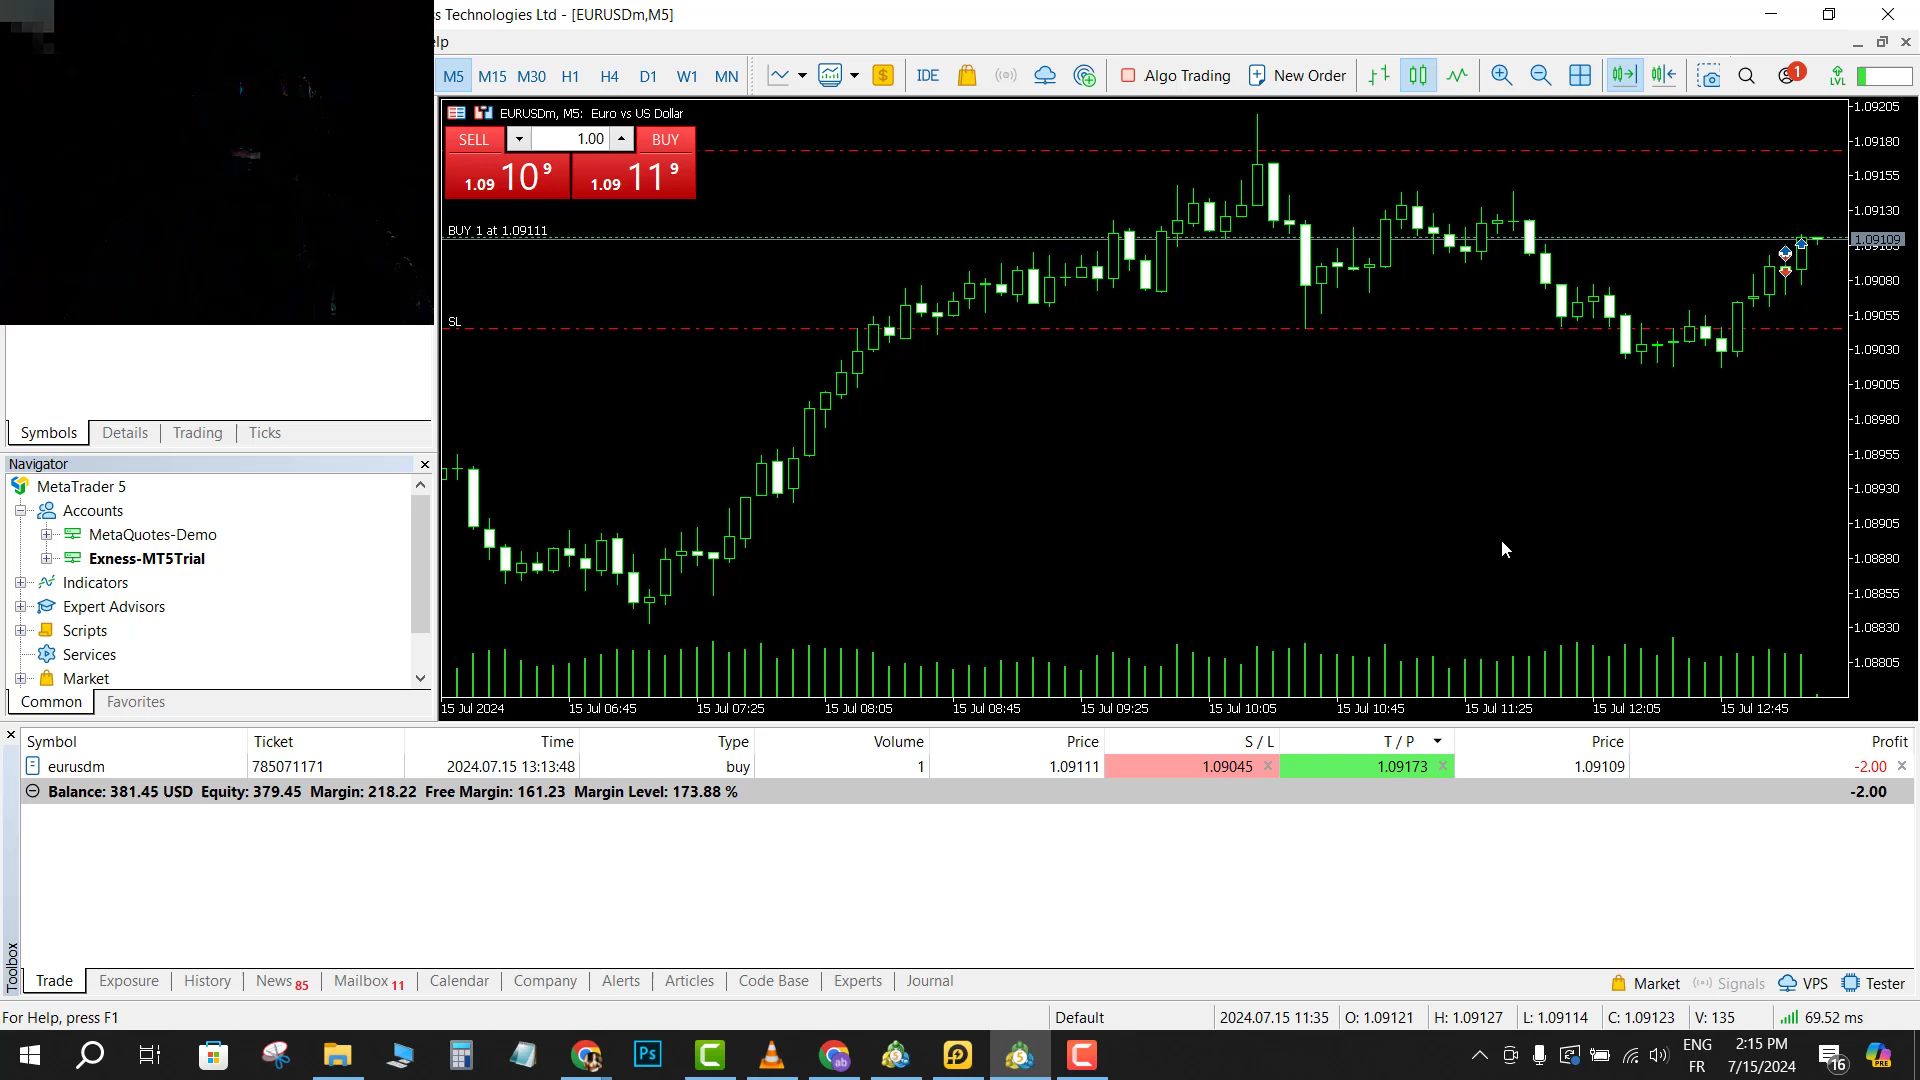 ss Technologies Ltd - [EURUSDm,M5]
elp
M5 M15 M30 H1 H4 D1 W1 MN IDE Algo Trading New Order 1 LVL
EURUSDm, M5: Euro vs US Dollar
SELL 1.00 BUY
1.09 10 9 1.09 11 9
BUY 1 at 1.09111
SL
1.09205
1.09180
1.09155
1.09130
1.09109
1.09105
1.09080
1.09055
1.09030
1.09005
1.08980
1.08955
1.08930
1.08905
1.08880
1.08855
1.08830
1.08805
15 Jul 2024 15 Jul 06:45 15 Jul 07:25 15 Jul 08:05 15 Jul 08:45 15 Jul 09:25 15 Jul 10:05 15 Jul 10:45 15 Jul 11:25 15 Jul 12:05 15 Jul 12:45
Symbols Details Trading Ticks
Navigator
MetaTrader 5
Accounts
MetaQuotes-Demo
Exness-MT5Trial
Indicators
Expert Advisors
Scripts
Services
Market
Common Favorites
Symbol Ticket Time Type Volume Price S / L T / P Price Profit
eurusdm 785071171 2024.07.15 13:13:48 buy 1 1.09111 1.09045 1.09173 1.09109 -2.00
Balance: 381.45 USD Equity: 379.45 Margin: 218.22 Free Margin: 161.23 Margin Level: 173.88 % -2.00
Toolbox
Trade Exposure History News 85 Mailbox 11 Calendar Company Alerts Articles Code Base Experts Journal Market Signals VPS Tester
For Help, press F1 Default 2024.07.15 11:35 O: 1.09121 H: 1.09127 L: 1.09114 C: 1.09123 V: 135 69.52 ms
Ps ab ENG 2:15 PM
FR 7/15/2024 16 PRE